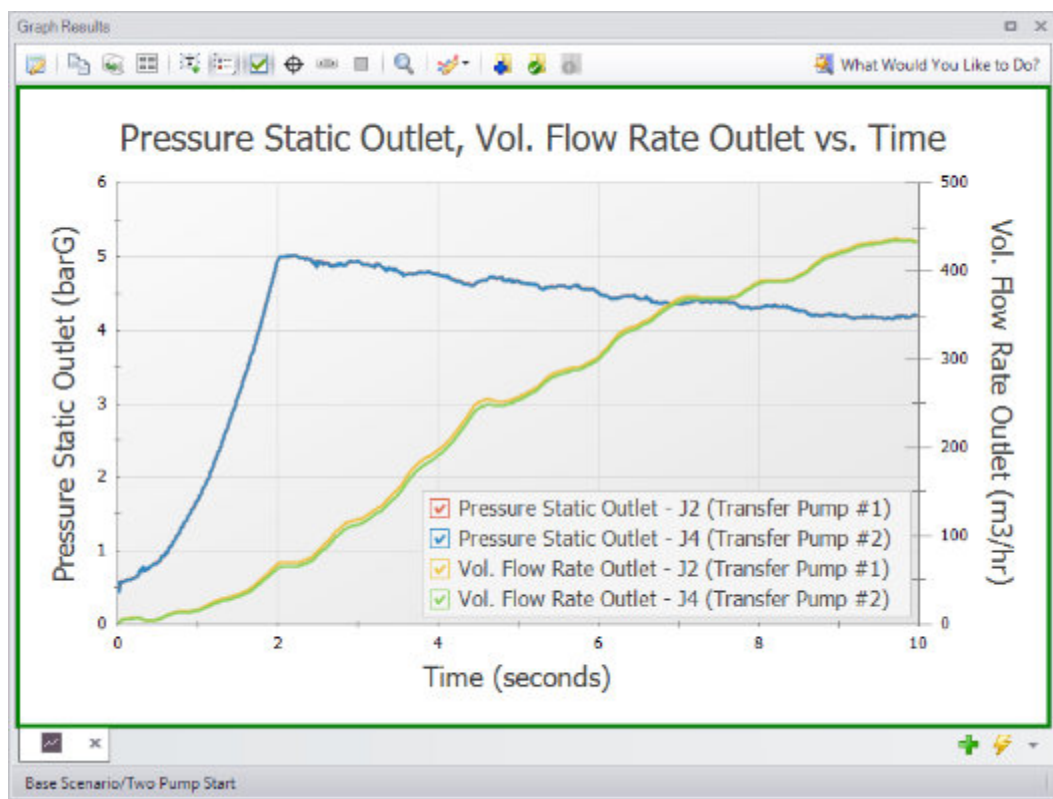 Graph Results
What Would You Like to Do?
Pressure Static Outlet, Vol. Flow Rate Outlet vs. Time
6
5
4
3
2
1
0
Pressure Static Outlet (barG)
500
400
300
200
100
0
Vol. Flow Rate Outlet (m3/hr)
Pressure Static Outlet - J2 (Transfer Pump #1)
Pressure Static Outlet - J4 (Transfer Pump #2)
Vol. Flow Rate Outlet - J2 (Transfer Pump #1)
Vol. Flow Rate Outlet - J4 (Transfer Pump #2)
0 2 4 6 8 10
Time (seconds)
Base Scenario/Two Pump Start